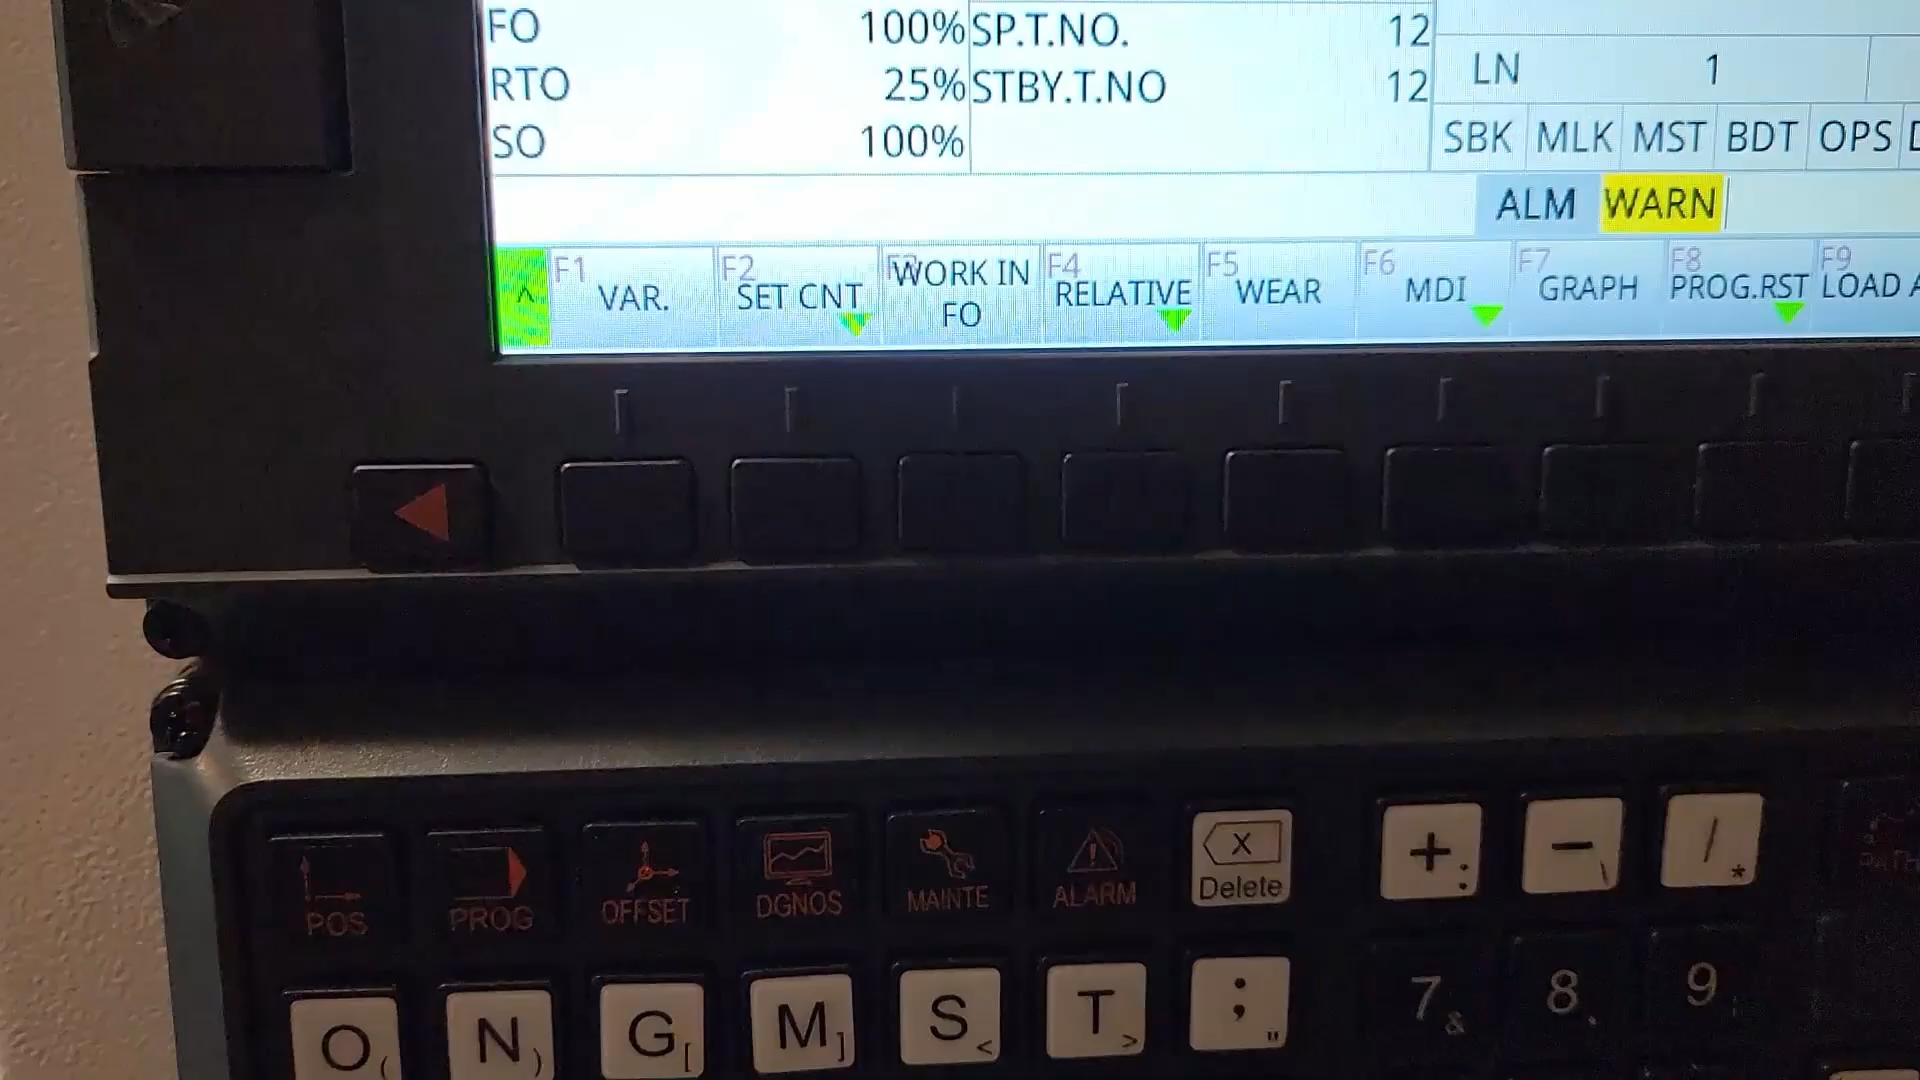 FO 100% SP.T.NO. 12
LN 1
RTO 25% STBY.T.NO 12
SO 100%
SBK MLK MST BDT OPS
ALM WARN
^
F1 VAR.
F2 SET CNT
WORK IN
FO
F4 RELATIVE
F5 WEAR
F6 MDI
F7 GRAPH
F8 PROG.RST
F9 LOAD
POS PROG OFFSET DGNOS MAINTE ALARM X Delete + : - \ / *
O ( N ) G [ M ] S < T > ; " 7 & 8 9